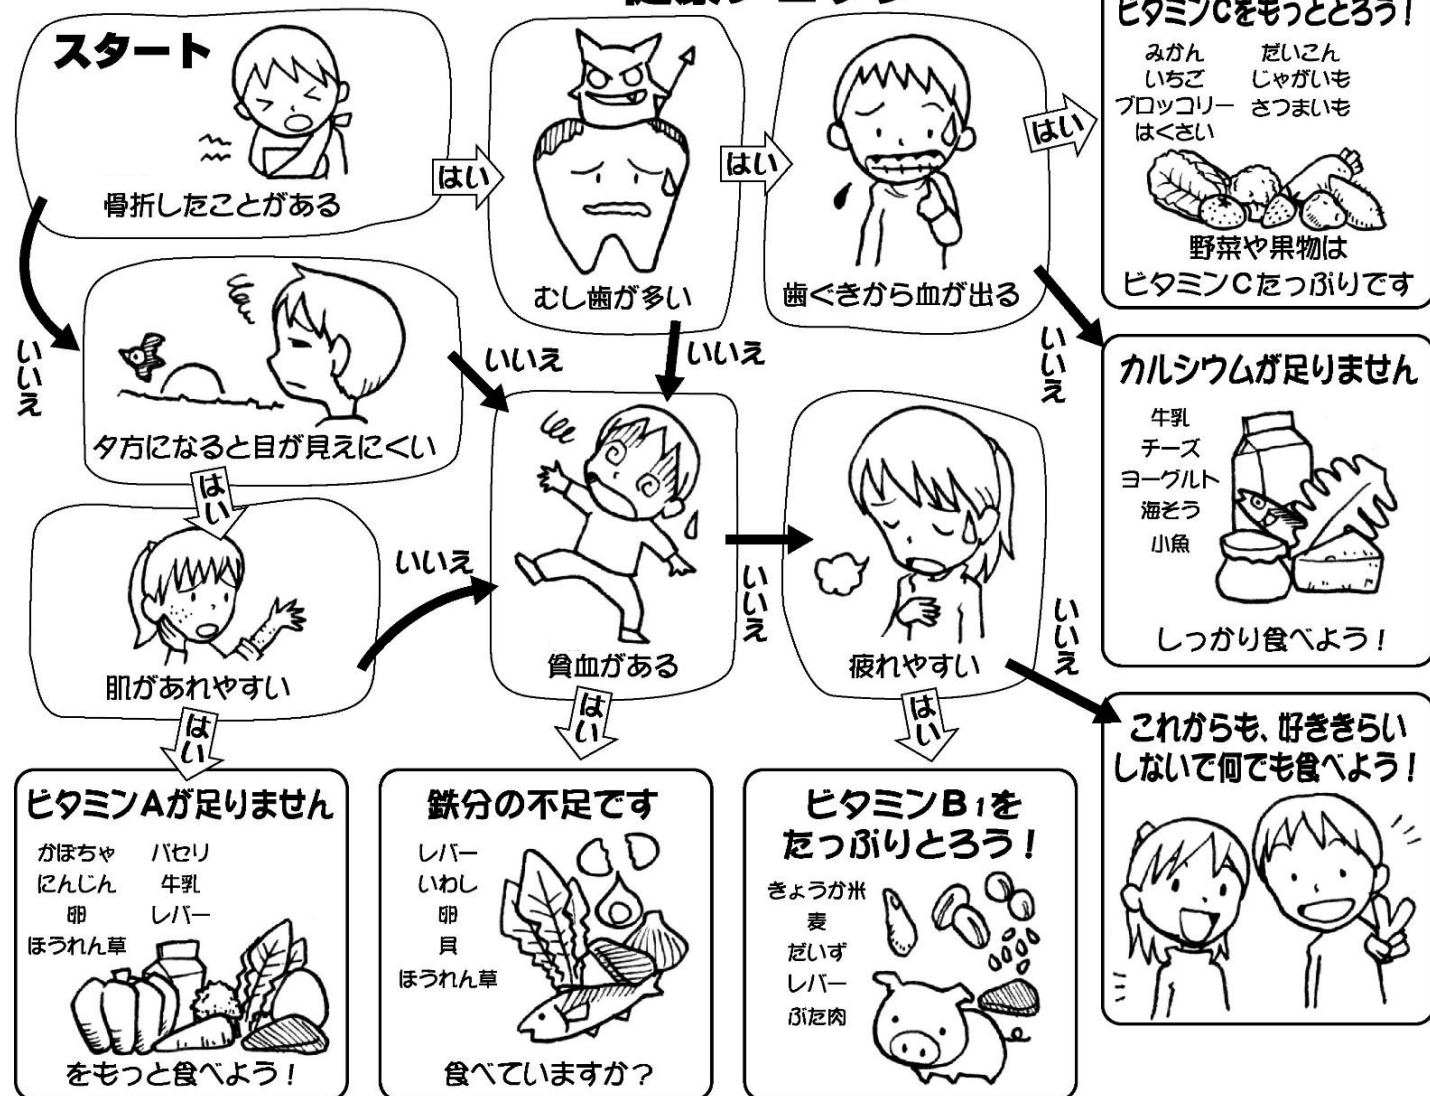 スタート
骨折したことがある
はい
いいえ
むし歯が多い
はい
いいえ
歯ぐきから血が出る
はい
いいえ
ビタミンCをもっととろう！
みかん だいこん
いちご じゃがいも
ブロッコリー さつまいも
はくさい
野菜や果物は
ビタミンCたっぷりです
夕方になると目が見えにくい
いいえ
はい
カルシウムが足りません
牛乳
チーズ
ヨーグルト
海そう
小魚
しっかり食べよう！
肌があれやすい
いいえ
はい
貧血がある
いいえ
はい
疲れやすい
いいえ
はい
これからも、好ききらい
しないで何でも食べよう！
ビタミンAが足りません
かぼちゃ パセリ
にんじん 牛乳
卵 レバー
ほうれん草
をもっと食べよう！
鉄分の不足です
レバー
いわし
卵
貝
ほうれん草
食べていますか？
ビタミンB1を
たっぷりとろう！
きょうか米
麦
だいず
レバー
ぶた肉